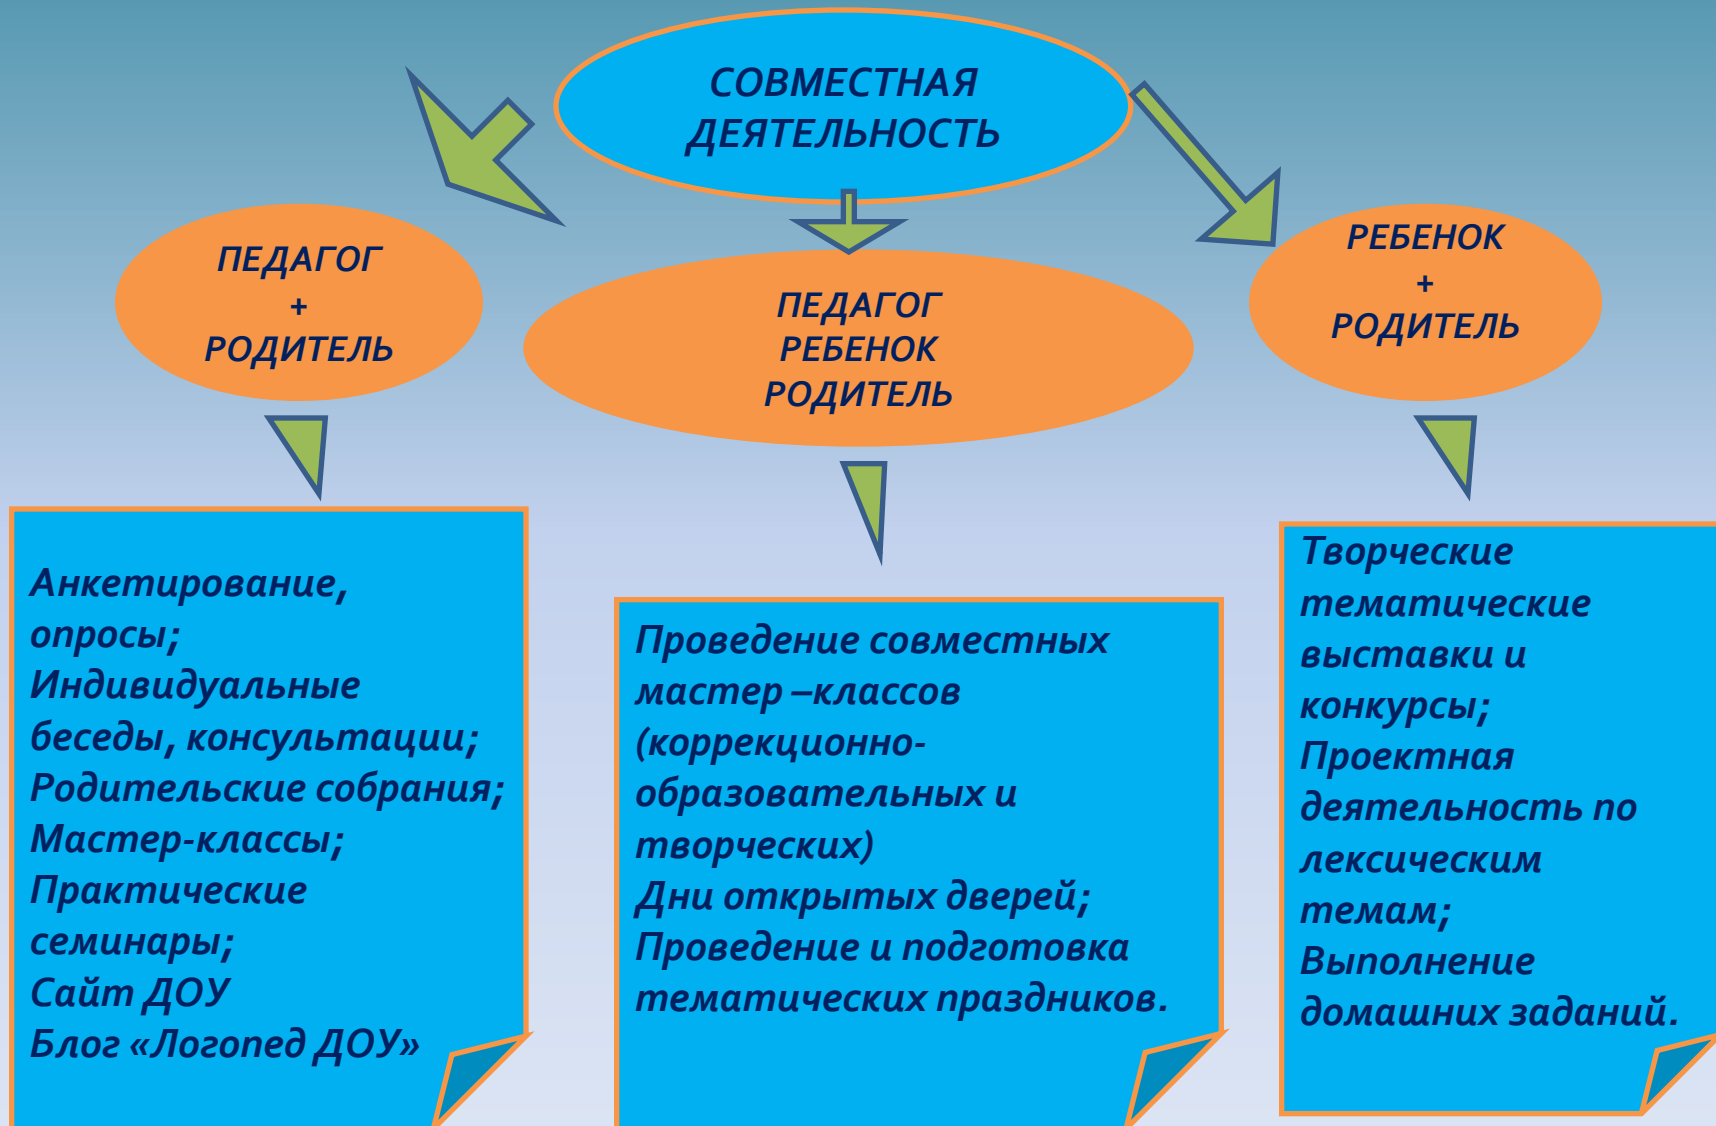 СОВМЕСТНАЯ
ДЕЯТЕЛЬНОСТЬ
ПЕДАГОГ
+
РОДИТЕЛЬ
ПЕДАГОГ
РЕБЕНОК
РОДИТЕЛЬ
РЕБЕНОК
+
РОДИТЕЛЬ
Анкетирование,
опросы;
Индивидуальные
беседы, консультации;
Родительские собрания;
Мастер-классы;
Практические
семинары;
Сайт ДОУ
Блог «Логопед ДОУ»
Проведение совместных
мастер –классов
(коррекционно-
образовательных и
творческих)
Дни открытых дверей;
Проведение и подготовка
тематических праздников.
Творческие
тематические
выставки и
конкурсы;
Проектная
деятельность по
лексическим
темам;
Выполнение
домашних заданий.